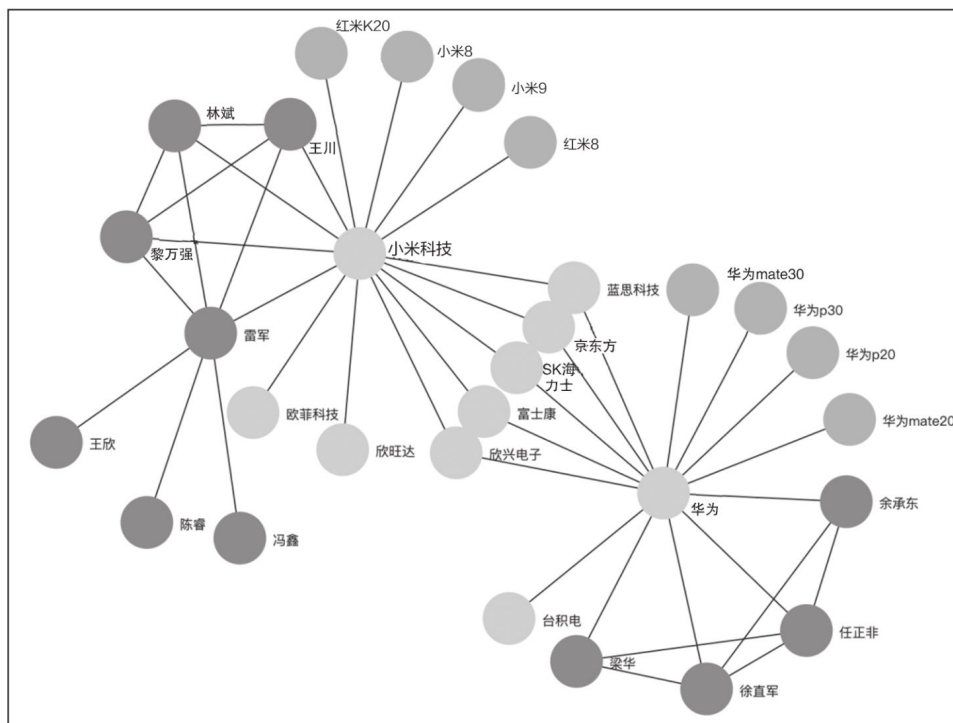 红米K20
小米8
小米9
林斌
红米8
王川
黎万强
小米科技
华为mate30
蓝思科技
华为p30
雷军
京东方
华为p20
SK海
力士
欧菲科技
富士康
华为mate20
王欣
欣旺达
欣兴电子
余承东
华为
陈睿
冯鑫
台积电
任正非
梁华
徐直军